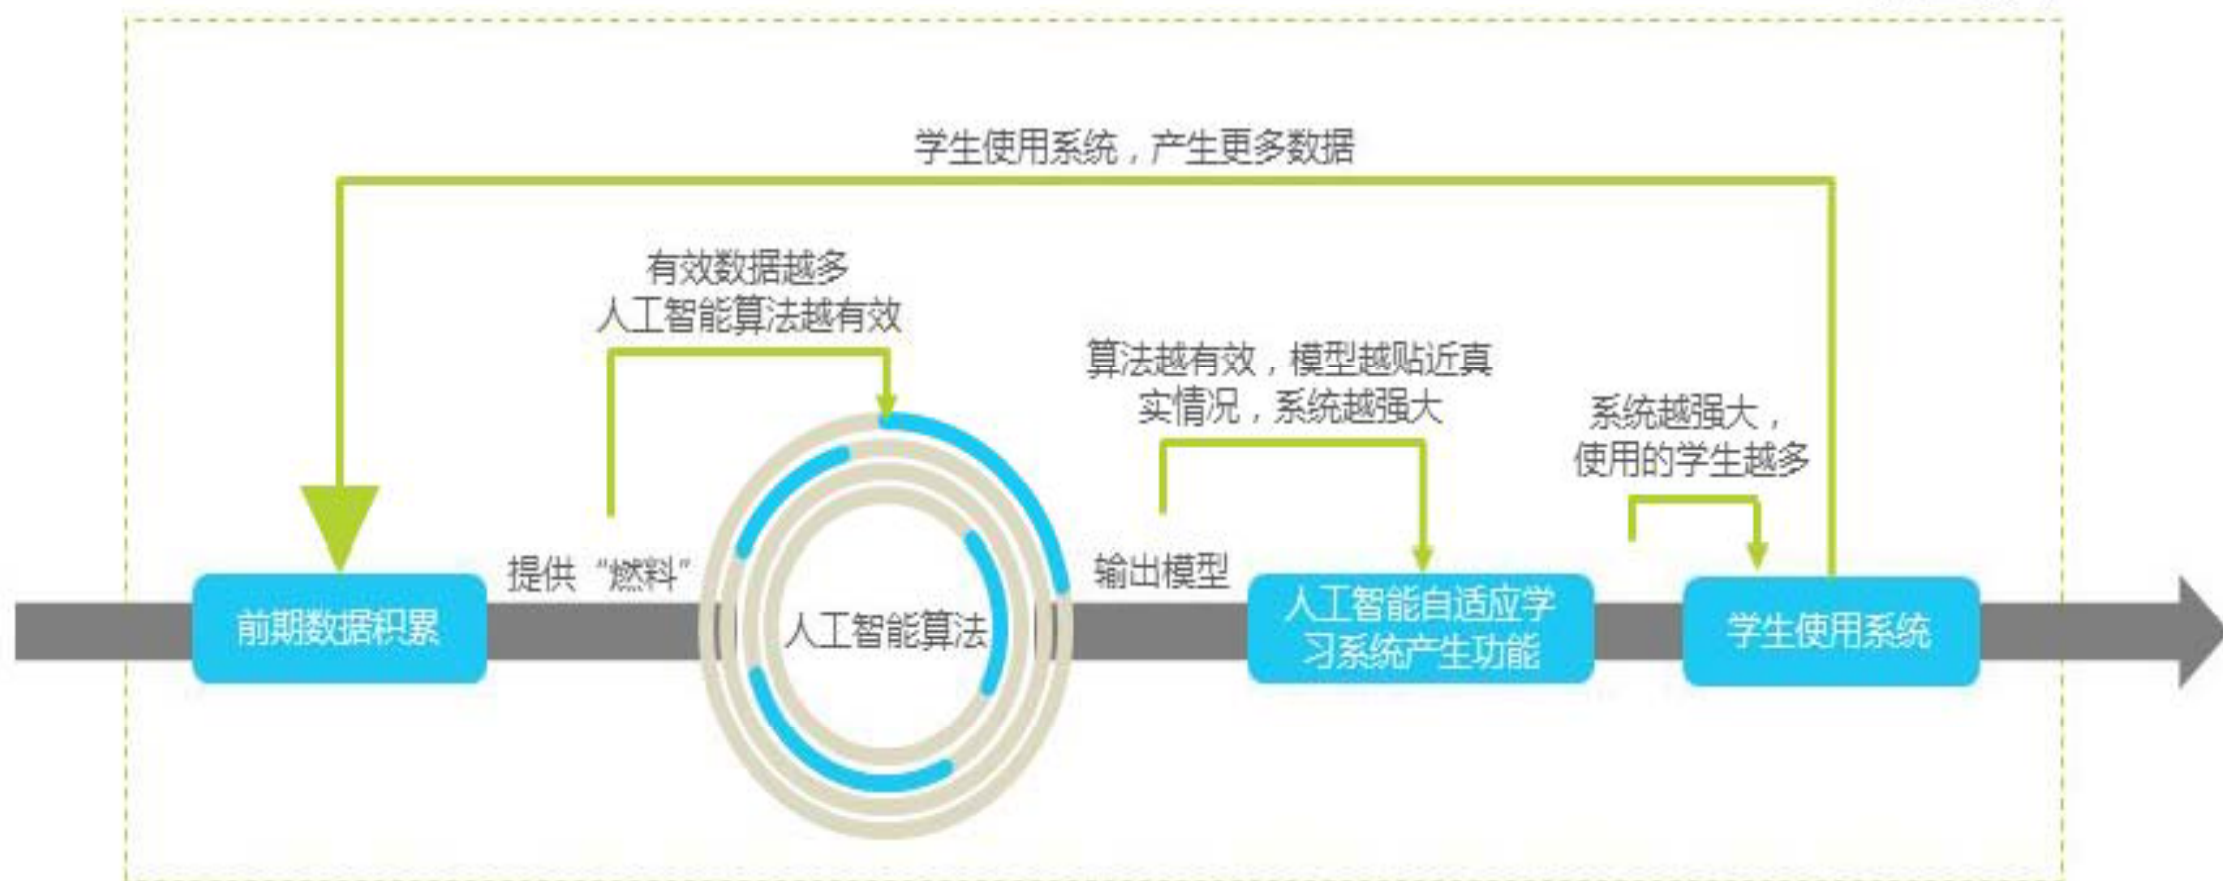 学生使用系统，产生更多数据
有效数据越多
人工智能算法越有效
算法越有效，模型越贴近真
实情况，系统越强大
系统越强大，
使用的学生越多
提供“燃料”
输出模型
前期数据积累
人工智能算法
人工智能自适应学
习系统产生功能
学生使用系统